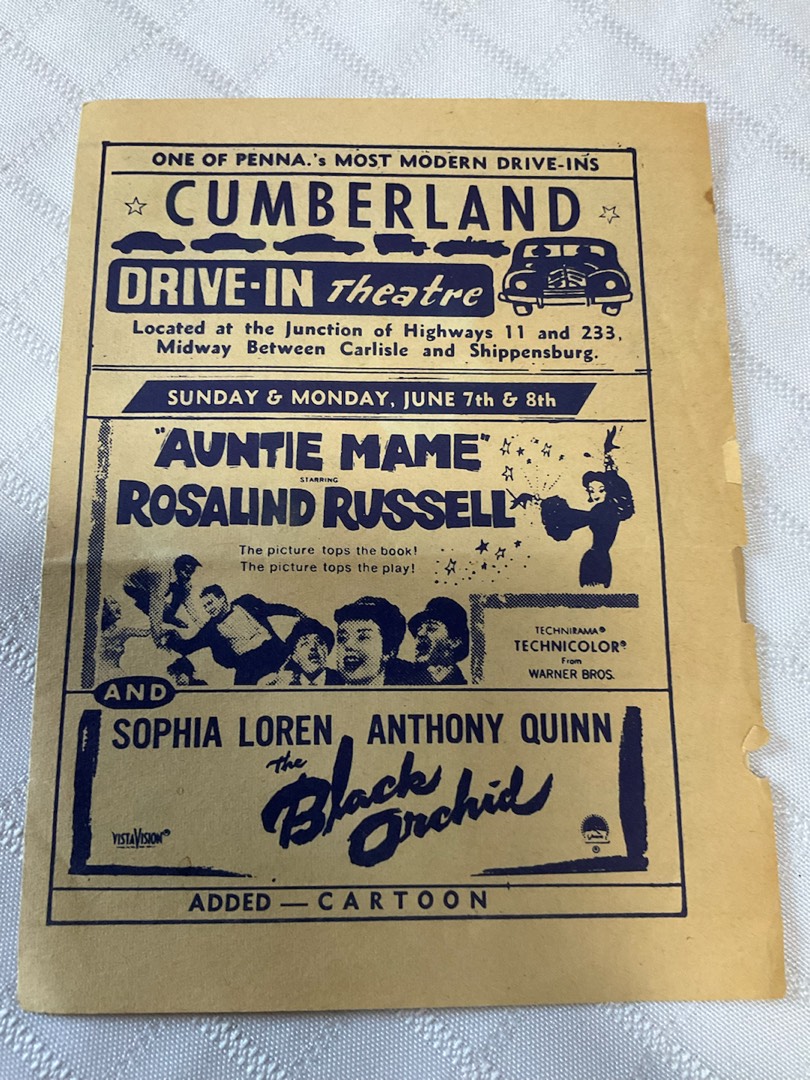 ONE OF PENNA.'s MOST MODERN DRIVE-INS
CUMBERLAND
DRIVE-IN Theatre
Located at the Junction of Highways 11 and 233,
Midway Between Carlisle and Shippensburg.
SUNDAY & MONDAY, JUNE 7th & 8th
"AUNTIE MAME"
STARRING
ROSALIND RUSSELL
The picture tops the book!
The picture tops the play!
TECHNIRAMA®
TECHNICOLOR®
From
WARNER BROS.
AND
SOPHIA LOREN ANTHONY QUINN
The Black Orchid
VISTAVISION®
®
ADDED — CARTOON